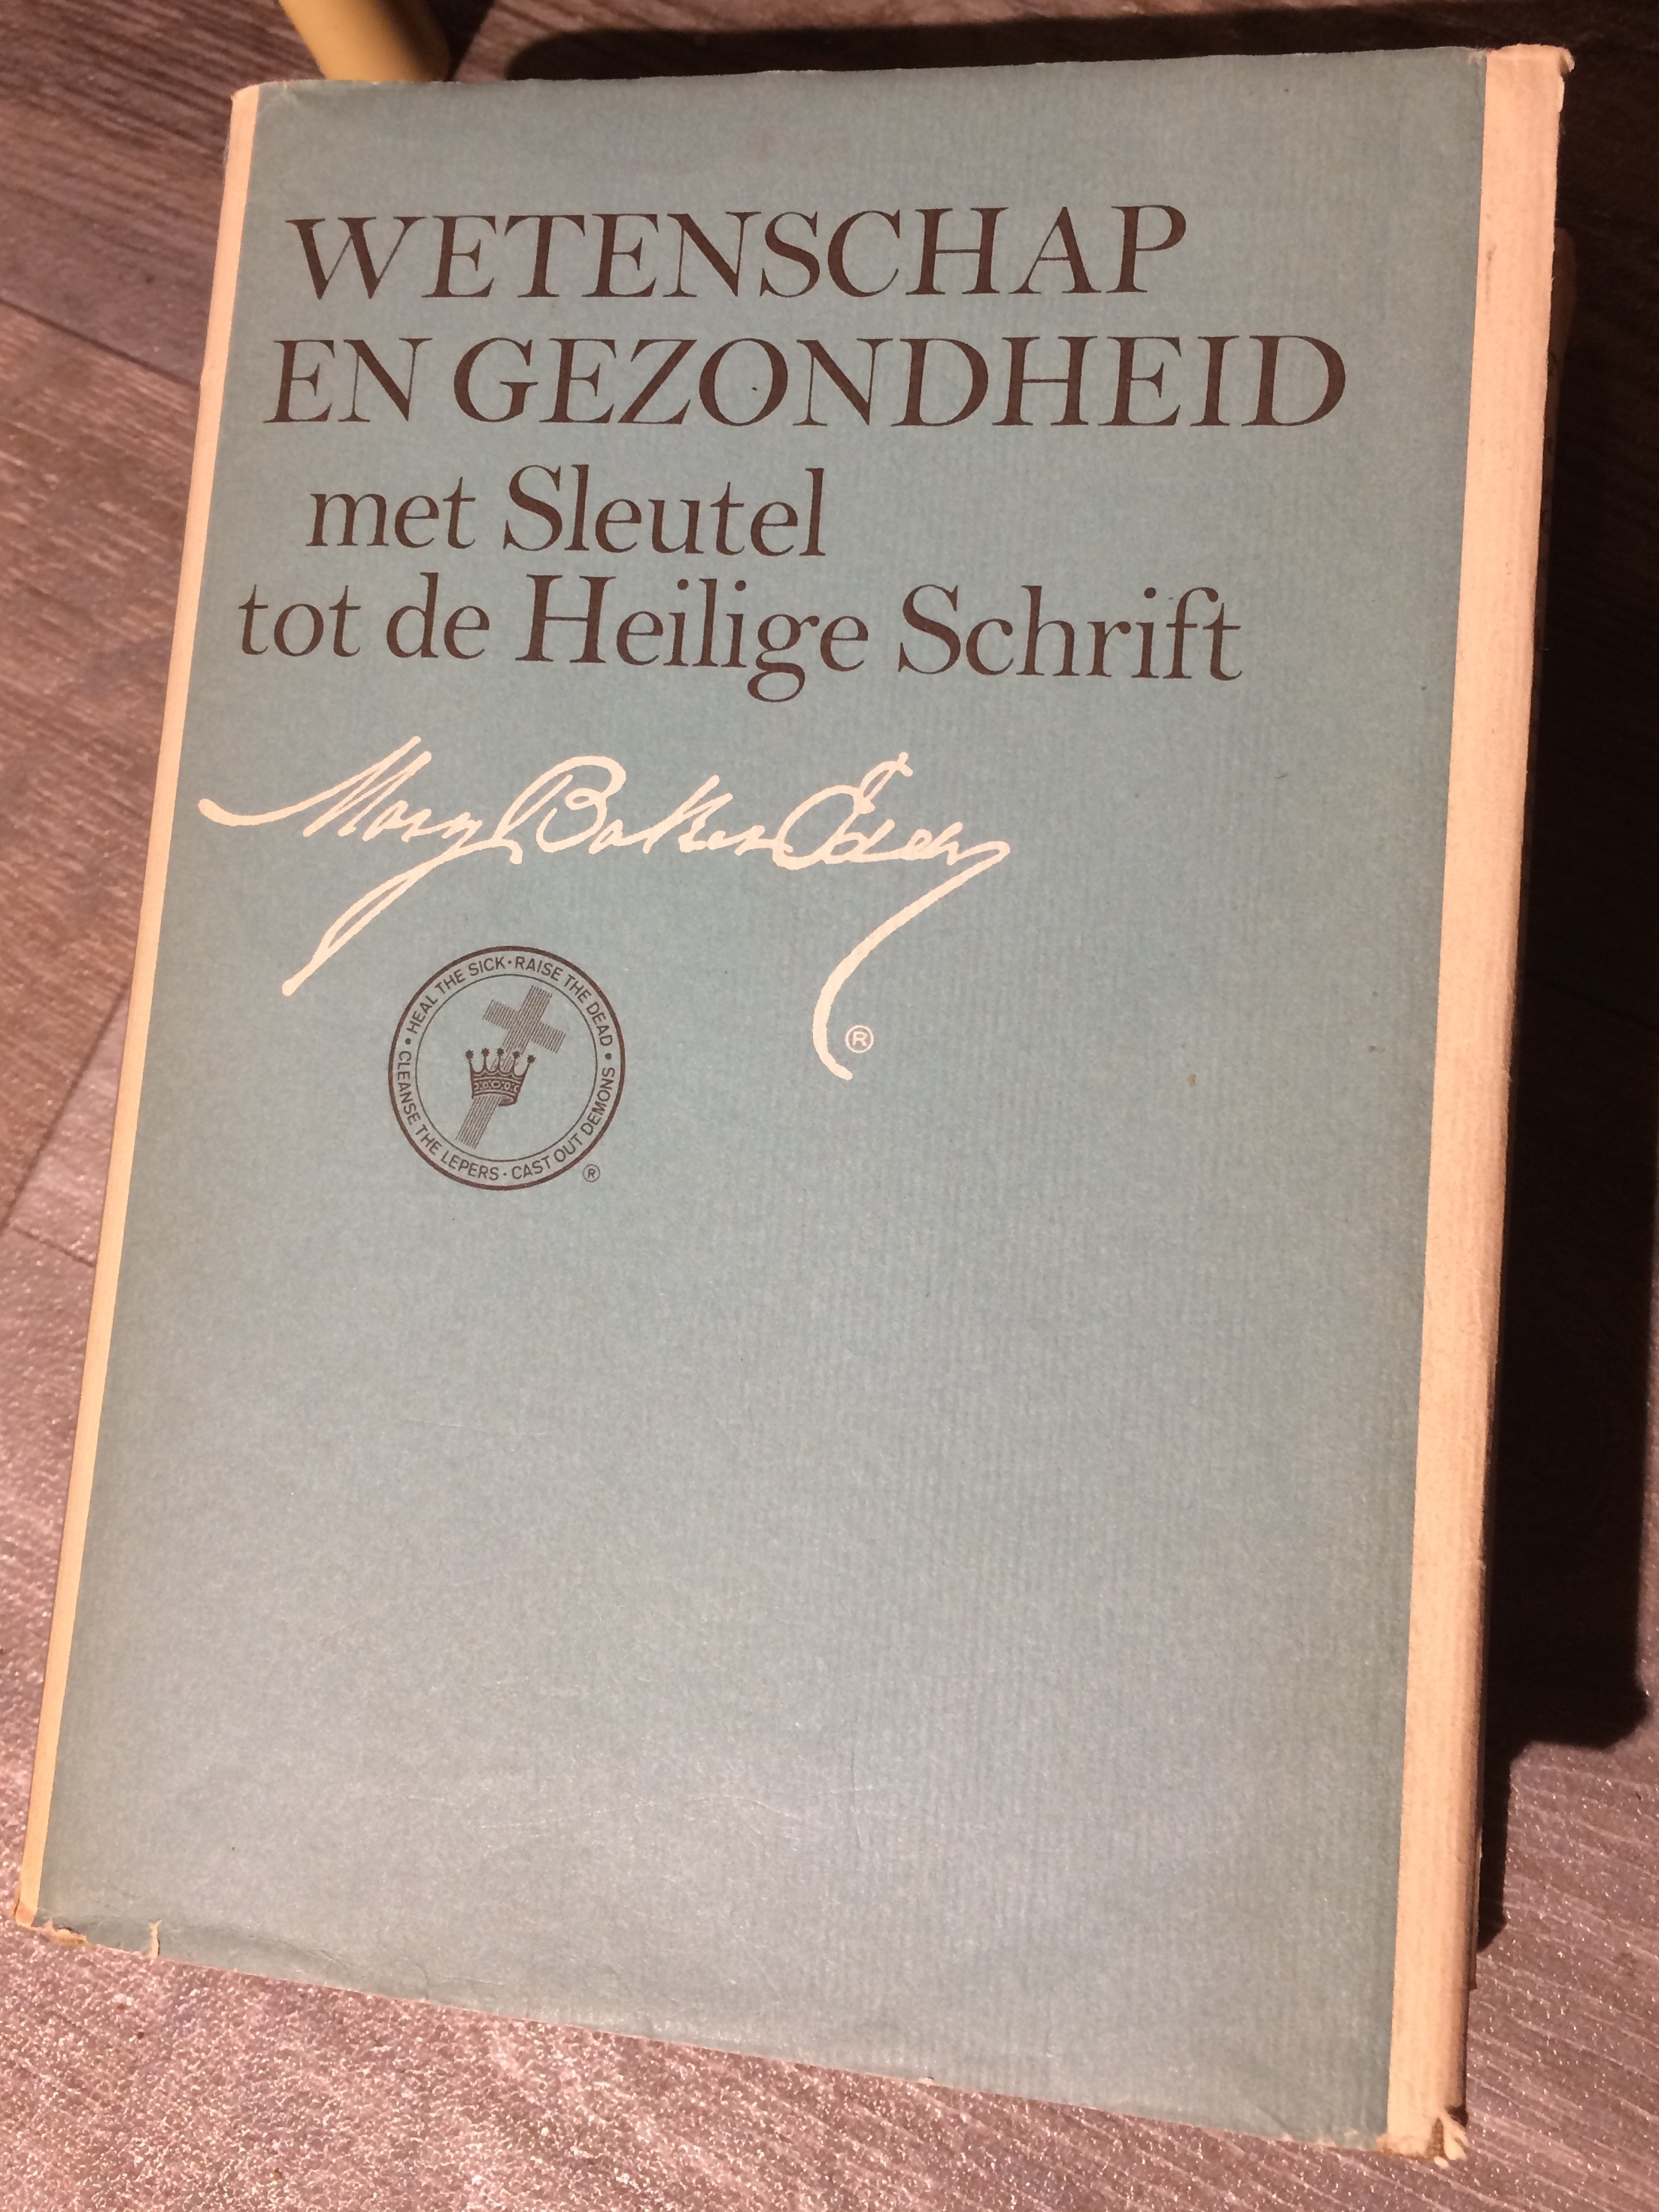 WETENSCHAP
EN GEZONDHEID
met Sleutel
tot de Heilige Schrift
Mary Baker Eddy
®
HEAL THE SICK · RAISE THE DEAD • CAST OUT DEMONS · CLEANSE THE LEPERS •
®